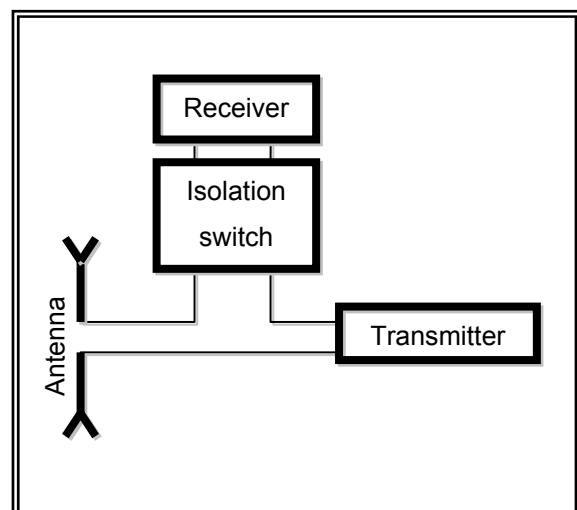 Receiver
Isolation
switch
Antenna
Transmitter